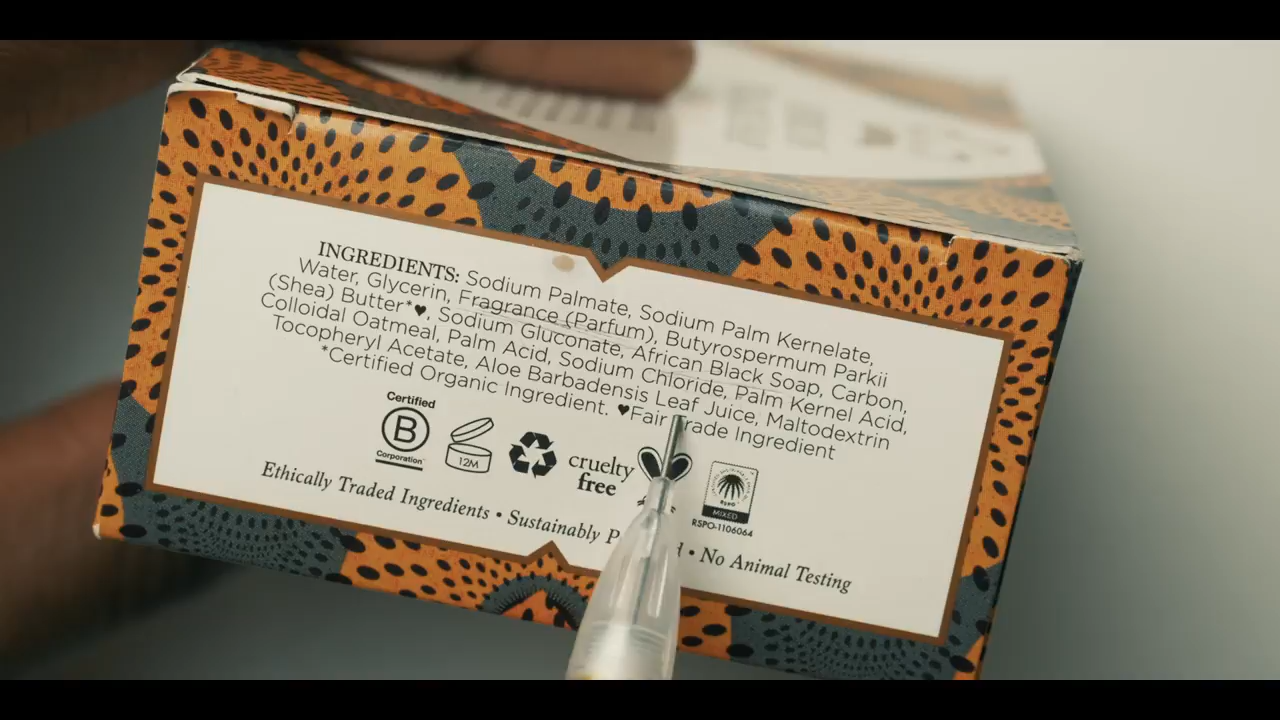 INGREDIENTS: Sodium Palmate, Sodium Palm Kernelate,
Water, Glycerin, Fragrance (Parfum), Butyrospermum Parkii
(Shea) Butter*♥, Sodium Gluconate, African Black Soap, Carbon,
Colloidal Oatmeal, Palm Acid, Sodium Chloride, Palm Kernel Acid,
Tocopheryl Acetate, Aloe Barbadensis Leaf Juice, Maltodextrin
*Certified Organic Ingredient. ♥Fair Trade Ingredient
Certified
B
Corporation
12M
cruelty
free
RSPO
MIXED
RSPO-1106064
Ethically Traded Ingredients • Sustainably • No Animal Testing